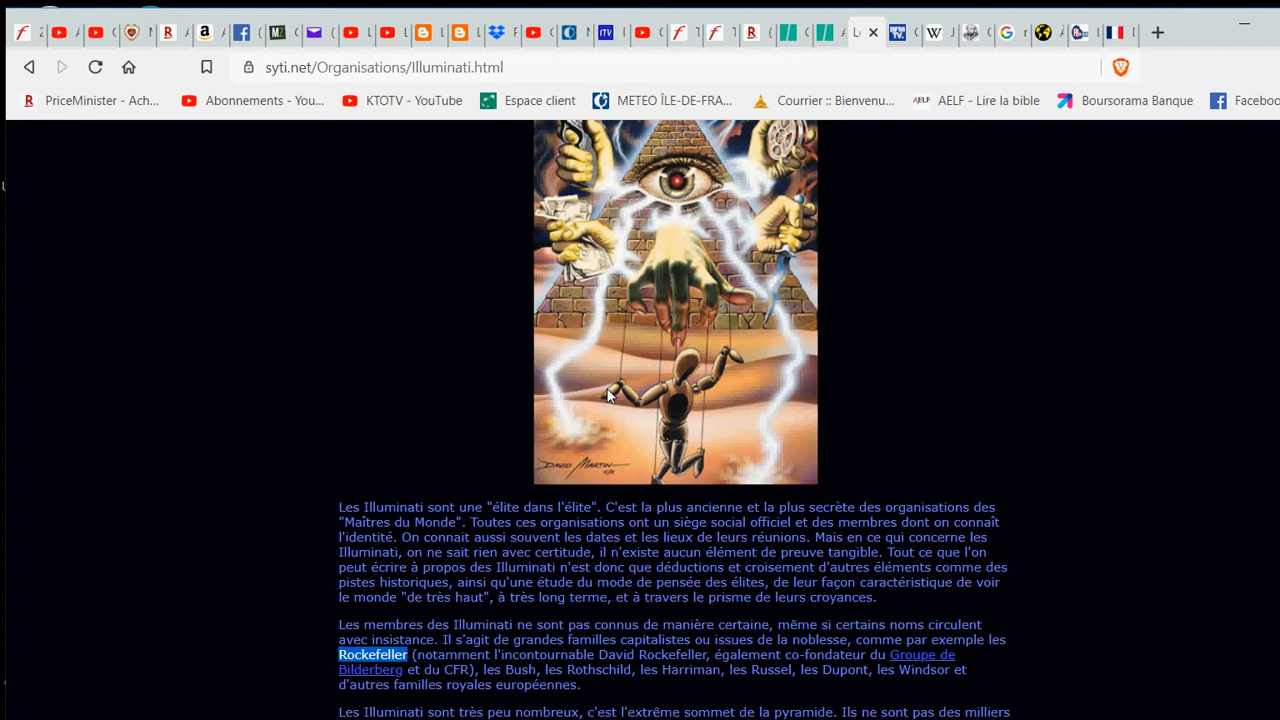 syti.net/Organisations/Illuminati.html
PriceMinister - Ach...
Abonnements - You...
KTOTV - YouTube
Espace client
METEO ÎLE-DE-FRA...
Courrier :: Bienvenu...
AELF - Lire la bible
Boursorama Banque
Faceboo
DAVID MARTIN
Les Illuminati sont une "élite dans l'élite". C'est la plus ancienne et la plus secrète des organisations des
"Maîtres du Monde". Toutes ces organisations ont un siège social officiel et des membres dont on connaît
l'identité. On connait aussi souvent les dates et les lieux de leurs réunions. Mais en ce qui concerne les
Illuminati, on ne sait rien avec certitude, il n'existe aucun élément de preuve tangible. Tout ce que l'on
peut écrire à propos des Illuminati n'est donc que déductions et croisement d'autres éléments comme des
pistes historiques, ainsi qu'une étude du mode de pensée des élites, de leur façon caractéristique de voir
le monde "de très haut", à très long terme, et à travers le prisme de leurs croyances.
Les membres des Illuminati ne sont pas connus de manière certaine, même si certains noms circulent
avec insistance. Il s'agit de grandes familles capitalistes ou issues de la noblesse, comme par exemple les
Rockefeller (notamment l'incontournable David Rockefeller, également co-fondateur du Groupe de
Bilderberg et du CFR), les Bush, les Rothschild, les Harriman, les Russel, les Dupont, les Windsor et
d'autres familles royales européennes.
Les Illuminati sont très peu nombreux, c'est l'extrême sommet de la pyramide. Ils ne sont pas des milliers